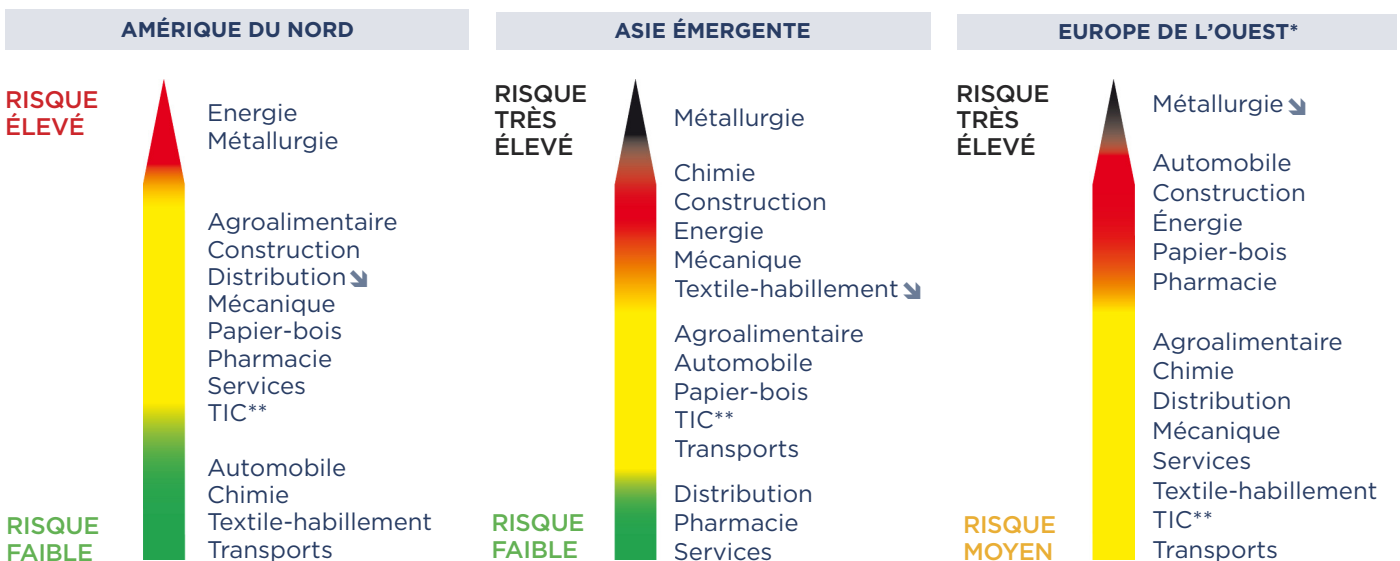 AMÉRIQUE DU NORD
RISQUE
ÉLEVÉ
Energie
Métallurgie
Agroalimentaire
Construction
Distribution
Mécanique
Papier-bois
Pharmacie
Services
TIC**
Automobile
Chimie
Textile-habillement
Transports
RISQUE
FAIBLE
ASIE ÉMERGENTE
RISQUE
TRÈS
ÉLEVÉ
Métallurgie
Chimie
Construction
Energie
Mécanique
Textile-habillement
Agroalimentaire
Automobile
Papier-bois
TIC**
Transports
Distribution
Pharmacie
Services
RISQUE
FAIBLE
EUROPE DE L'OUEST*
RISQUE
TRÈS
ÉLEVÉ
Métallurgie
Automobile
Construction
Énergie
Papier-bois
Pharmacie
Agroalimentaire
Chimie
Distribution
Mécanique
Services
Textile-habillement
TIC**
Transports
RISQUE
MOYEN